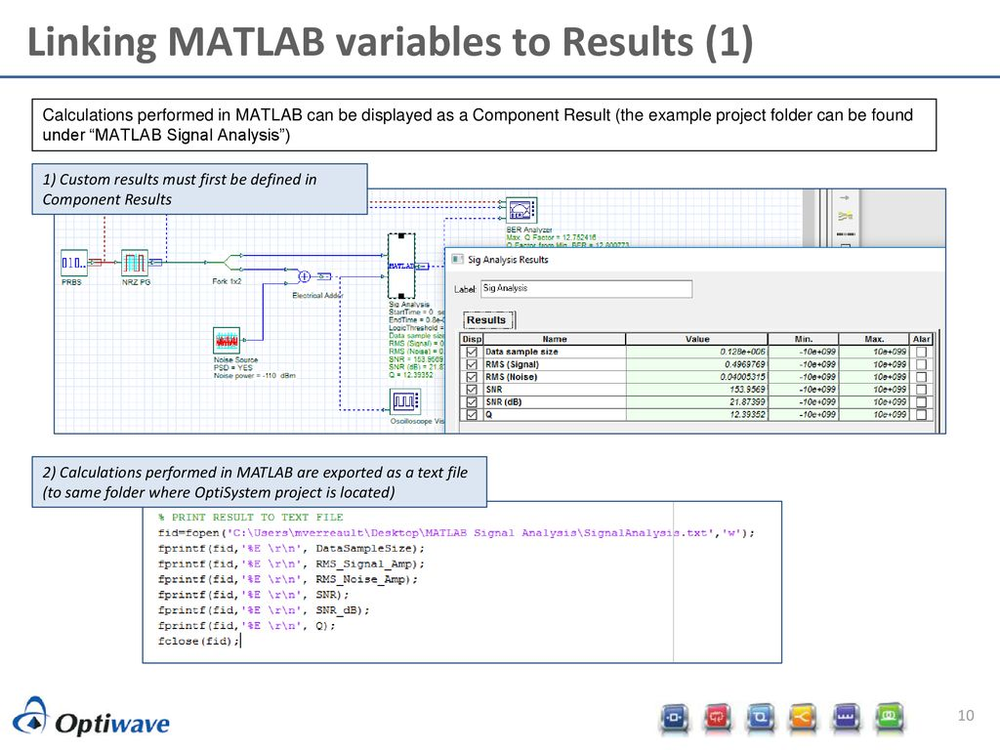 Linking MATLAB variables to Results (1)
Calculations performed in MATLAB can be displayed as a Component Result (the example project folder can be found
under “MATLAB Signal Analysis”)
1) Custom results must first be defined in
Component Results
BER
BER Analyzer
Max. Q Factor = 12.752416
Q Factor from Min. BER = 12.800773
PRBS
NRZ PG
Fork 1x2
Electrical Adder
MATLAB
Sig Analysis
StartTime = 0 se
EndTime = 0.8e-0
LogicThreshold =
Data sample size
RMS (Signal) = 0
RMS (Noise) = 0.
SNR = 153.9569
SNR (dB) = 21.87
Q = 12.39352
Noise Source
PSD = YES
Noise power = -110 dBm
Oscilloscope Vis
Sig Analysis Results
Label: Sig Analysis
Results
Disp Name Value Min. Max. Alar
Data sample size 0.128e+006 -10e+099 10e+099
RMS (Signal) 0.4969769 -10e+099 10e+099
RMS (Noise) 0.04005315 -10e+099 10e+099
SNR 153.9569 -10e+099 10e+099
SNR (dB) 21.87399 -10e+099 10e+099
Q 12.39352 -10e+099 10e+099
2) Calculations performed in MATLAB are exported as a text file
(to same folder where OptiSystem project is located)
% PRINT RESULT TO TEXT FILE
fid=fopen('C:\Users\mverreault\Desktop\MATLAB Signal Analysis\SignalAnalysis.txt','w');
fprintf(fid,'%E \r\n', DataSampleSize);
fprintf(fid,'%E \r\n', RMS_Signal_Amp);
fprintf(fid,'%E \r\n', RMS_Noise_Amp);
fprintf(fid,'%E \r\n', SNR);
fprintf(fid,'%E \r\n', SNR_dB);
fprintf(fid,'%E \r\n', Q);
fclose(fid);
Optiwave
10